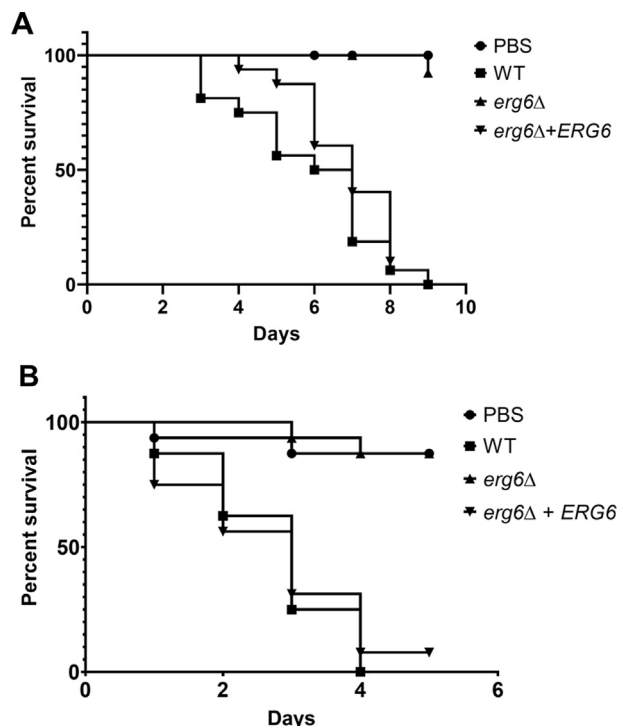 A
Percent survival
100
50
0
0 2 4 6 8 10
Days
PBS
WT
erg6Δ
erg6Δ+ERG6
B
Percent survival
100
50
0
0 2 4 6
Days
PBS
WT
erg6Δ
erg6Δ + ERG6